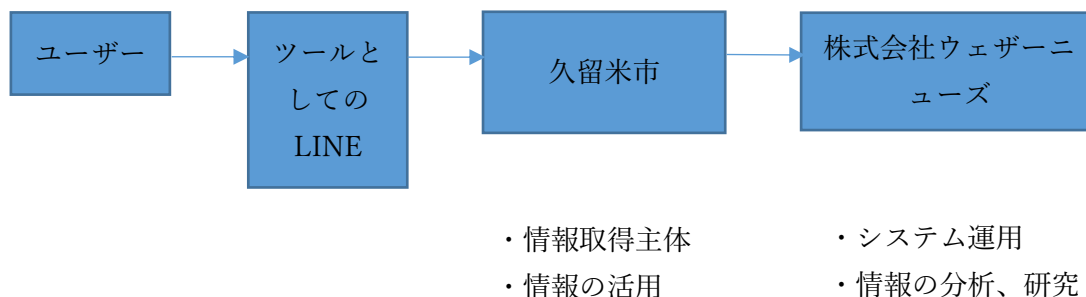 ユーザー
ツールと
しての
LINE
久留米市
株式会社ウェザーニ
ューズ
・情報取得主体
・情報の活用
・システム運用
・情報の分析、研究